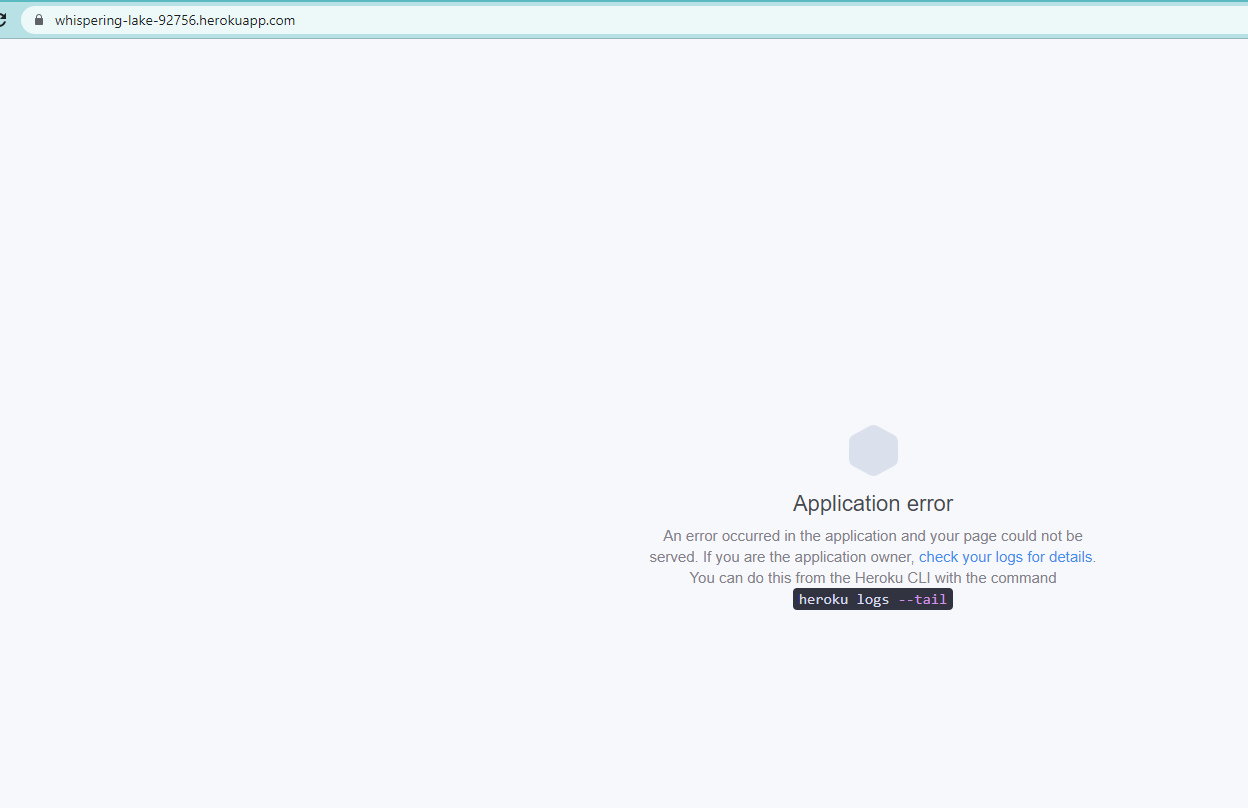 whispering-lake-92756.herokuapp.com
Application error
An error occurred in the application and your page could not be
served. If you are the application owner, check your logs for details.
You can do this from the Heroku CLI with the command
heroku logs --tail